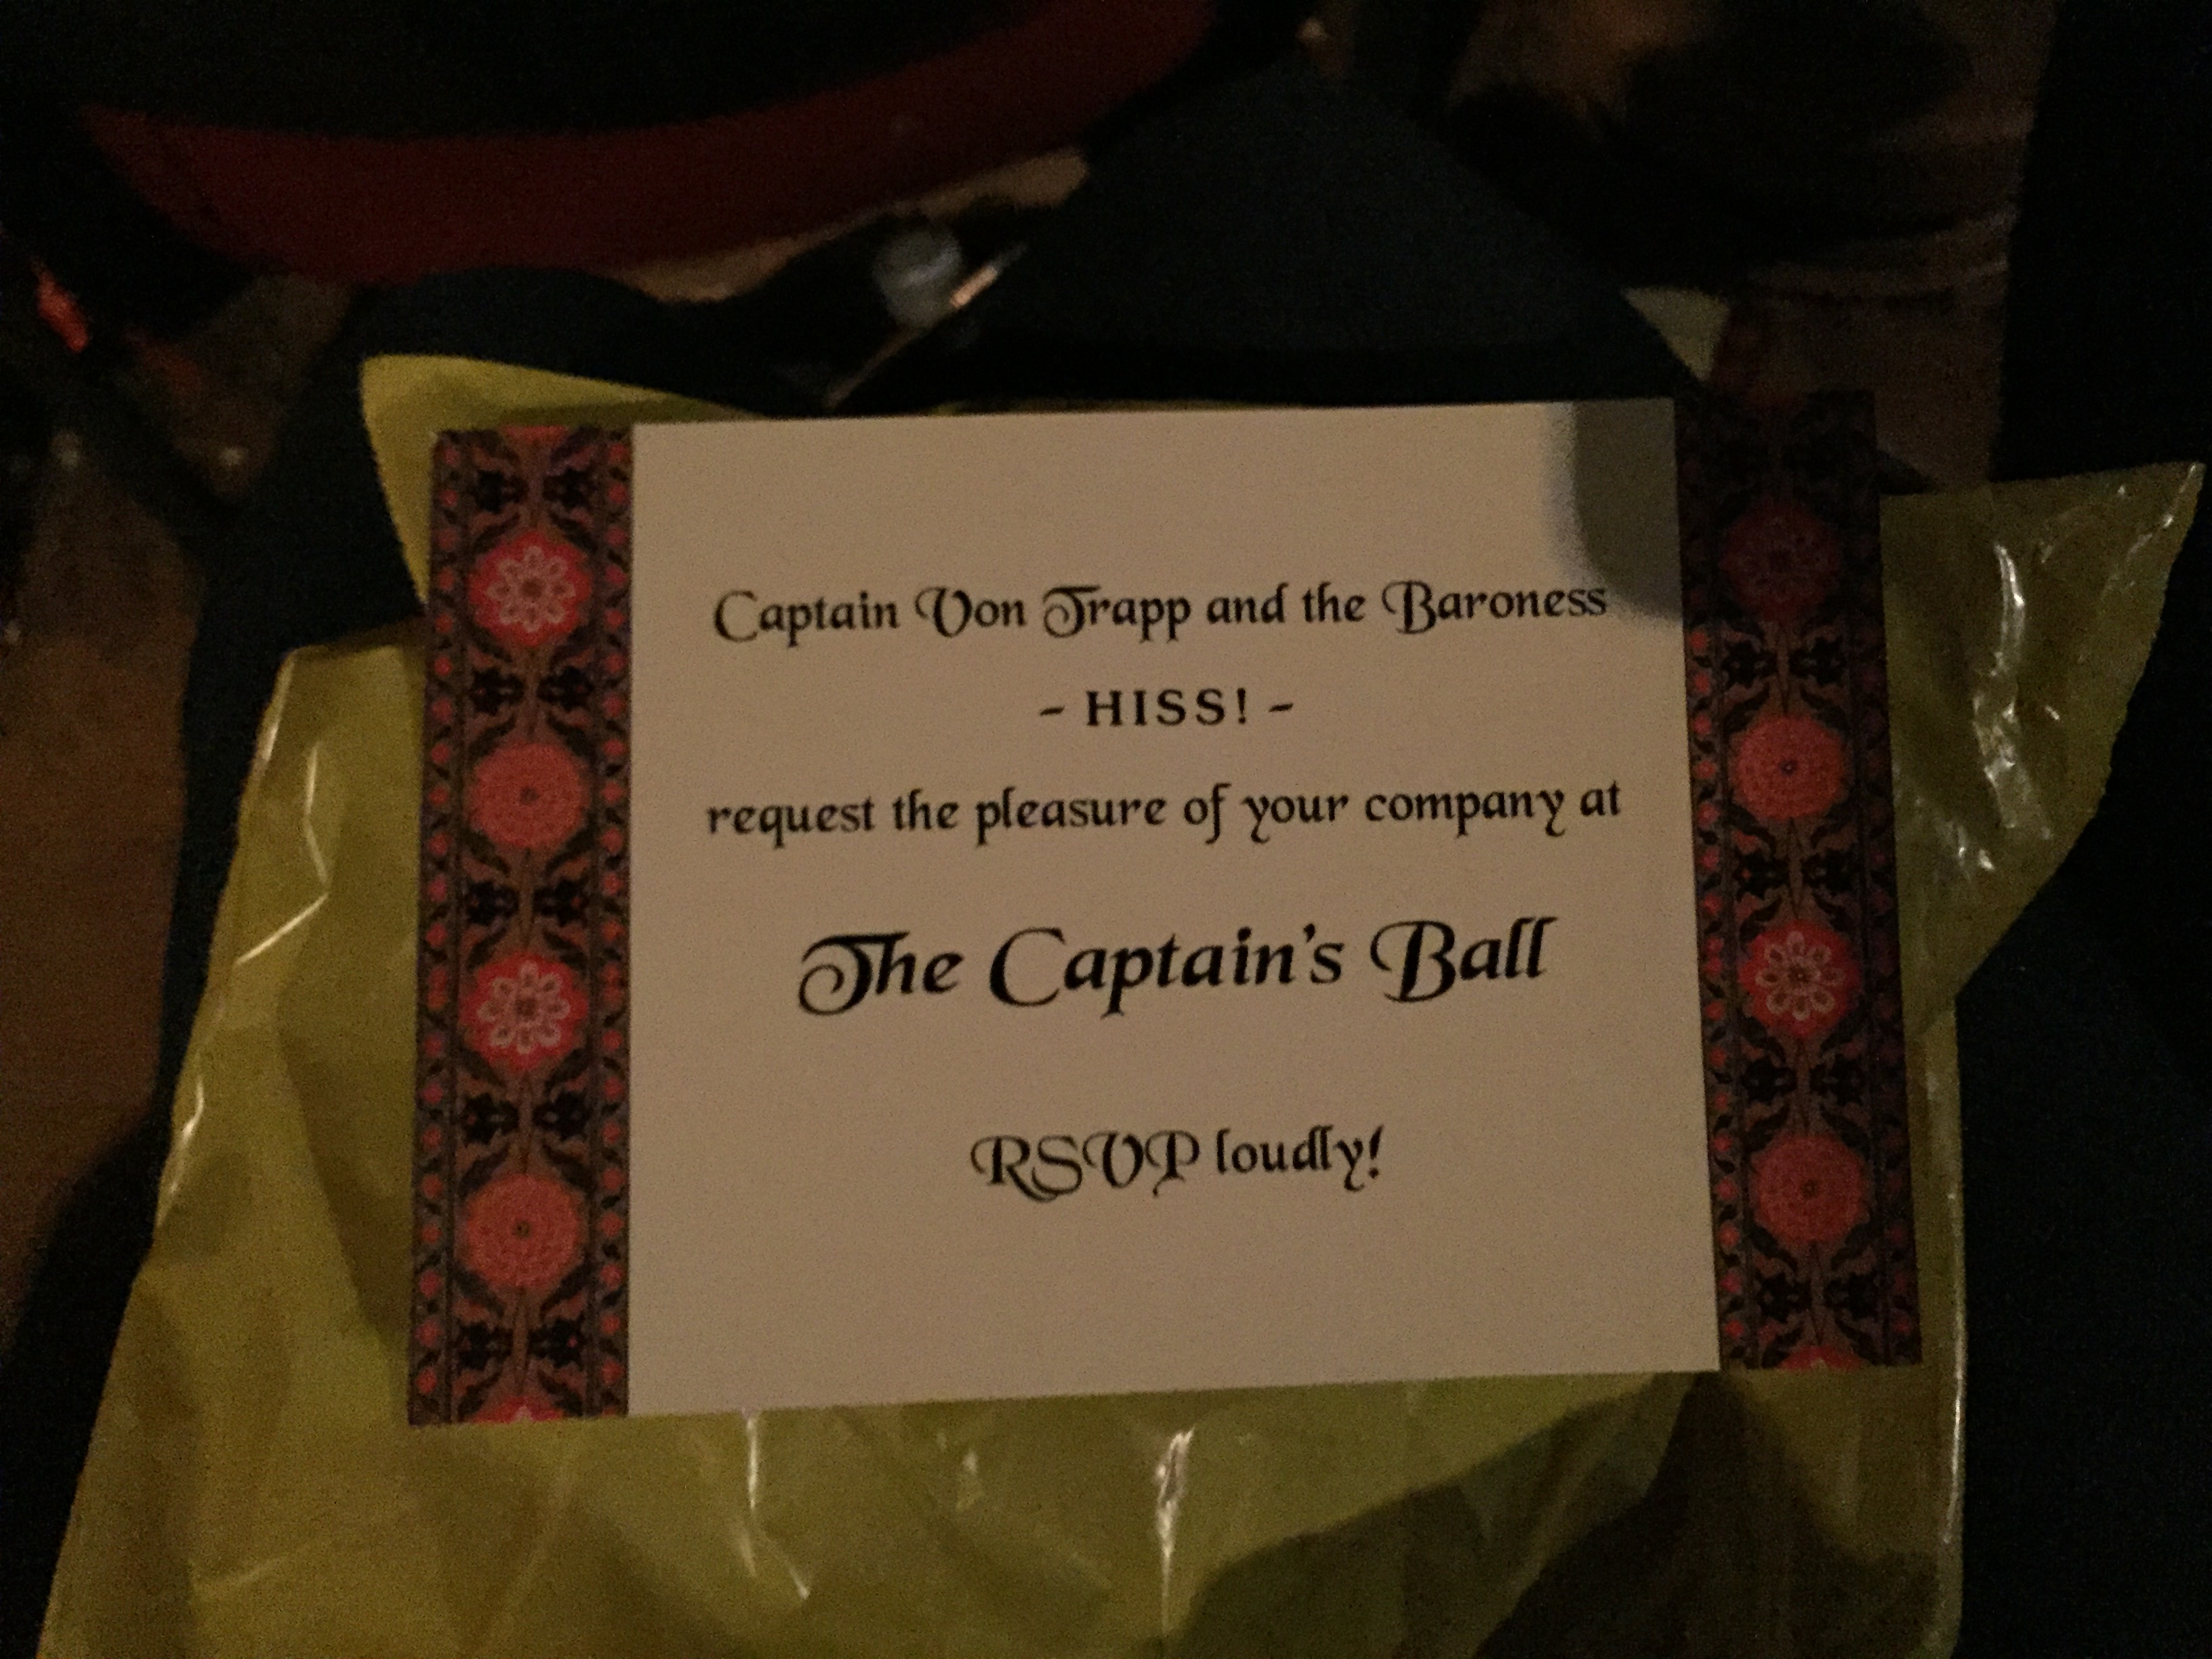 Captain Von Trapp and the Baroness
- HISS! -
request the pleasure of your company at
The Captain's Ball
RSVP loudly!